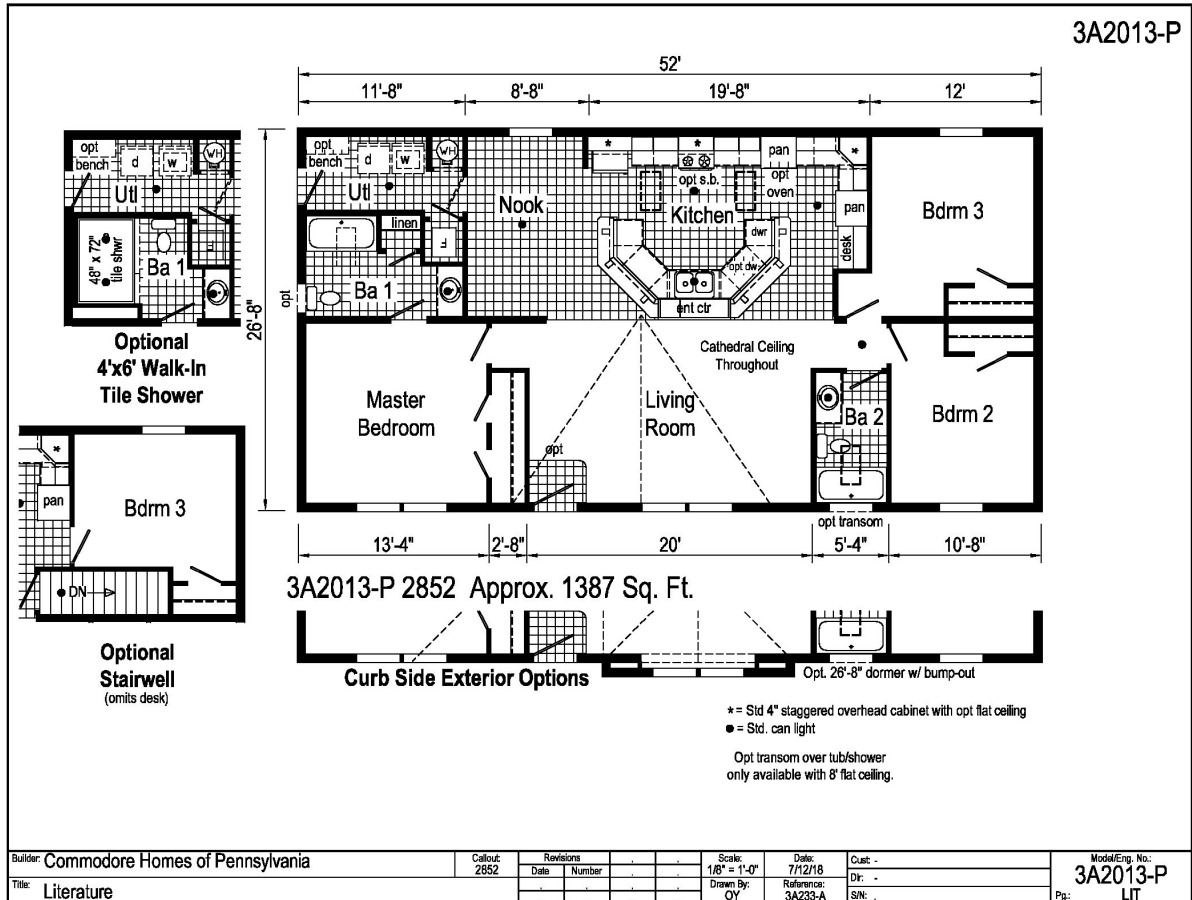 3A2013-P
52'
11'-8" 8'-8" 19'-8" 12'
26'-8"
opt bench
d w WH
Utl
48" x 72" tile shwr
Ba 1
LF
Optional
4'x6' Walk-In
Tile Shower
opt bench
d w WH
Utl
linen
LF
Ba 1
opt
Nook
* * *
opt s.b.
pan
opt oven
Kitchen
pan
desk
dwr
opt dw
ent ctr
Bdrm 3
Cathedral Ceiling
Throughout
Master
Bedroom
Living
Room
opt
Ba 2
Bdrm 2
opt transom
*
pan
Bdrm 3
DN
Optional
Stairwell
(omits desk)
13'-4" 2'-8" 20' 5'-4" 10'-8"
3A2013-P 2852 Approx. 1387 Sq. Ft.
Curb Side Exterior Options
Opt. 26'-8" dormer w/ bump-out
* = Std 4" staggered overhead cabinet with opt flat ceiling
● = Std. can light
Opt transom over tub/shower
only available with 8' flat ceiling.
Builder: Commodore Homes of Pennsylvania
Title: Literature
Callout: 2852
Revisions
Date Number
Scale: 1/8" = 1'-0"
Date: 7/12/18
Drawn By: OY
Reference: 3A233-A
Cust: -
Dir: -
S/N: .
Model/Eng. No.:
3A2013-P
Pg.: LIT